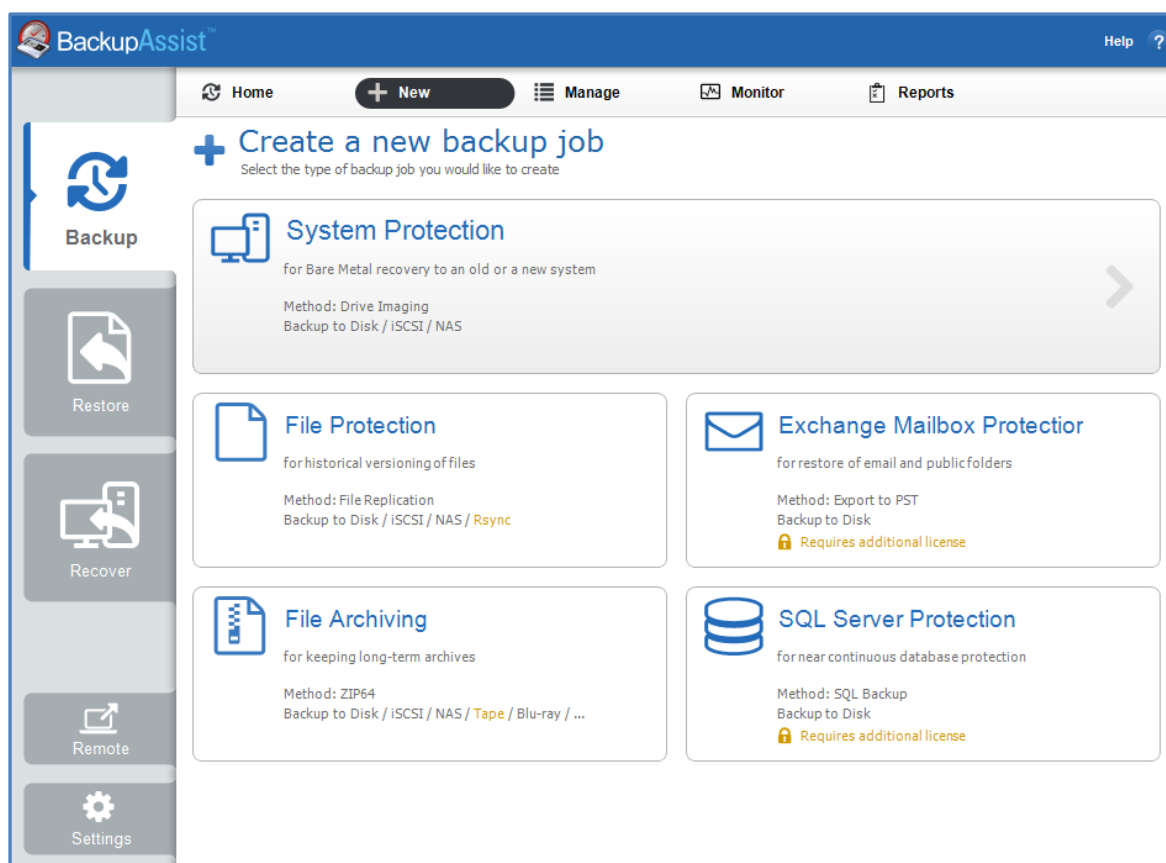 BackupAssist™
Help ?
Home New Manage Monitor Reports
Create a new backup job
Select the type of backup job you would like to create
Backup
System Protection
for Bare Metal recovery to an old or a new system
Method: Drive Imaging
Backup to Disk / iSCSI / NAS
Restore
File Protection
for historical versioning of files
Method: File Replication
Backup to Disk / iSCSI / NAS / Rsync
Exchange Mailbox Protectior
for restore of email and public folders
Method: Export to PST
Backup to Disk
Requires additional license
Recover
File Archiving
for keeping long-term archives
Method: ZIP64
Backup to Disk / iSCSI / NAS / Tape / Blu-ray / ...
SQL Server Protection
for near continuous database protection
Method: SQL Backup
Backup to Disk
Requires additional license
Remote
Settings